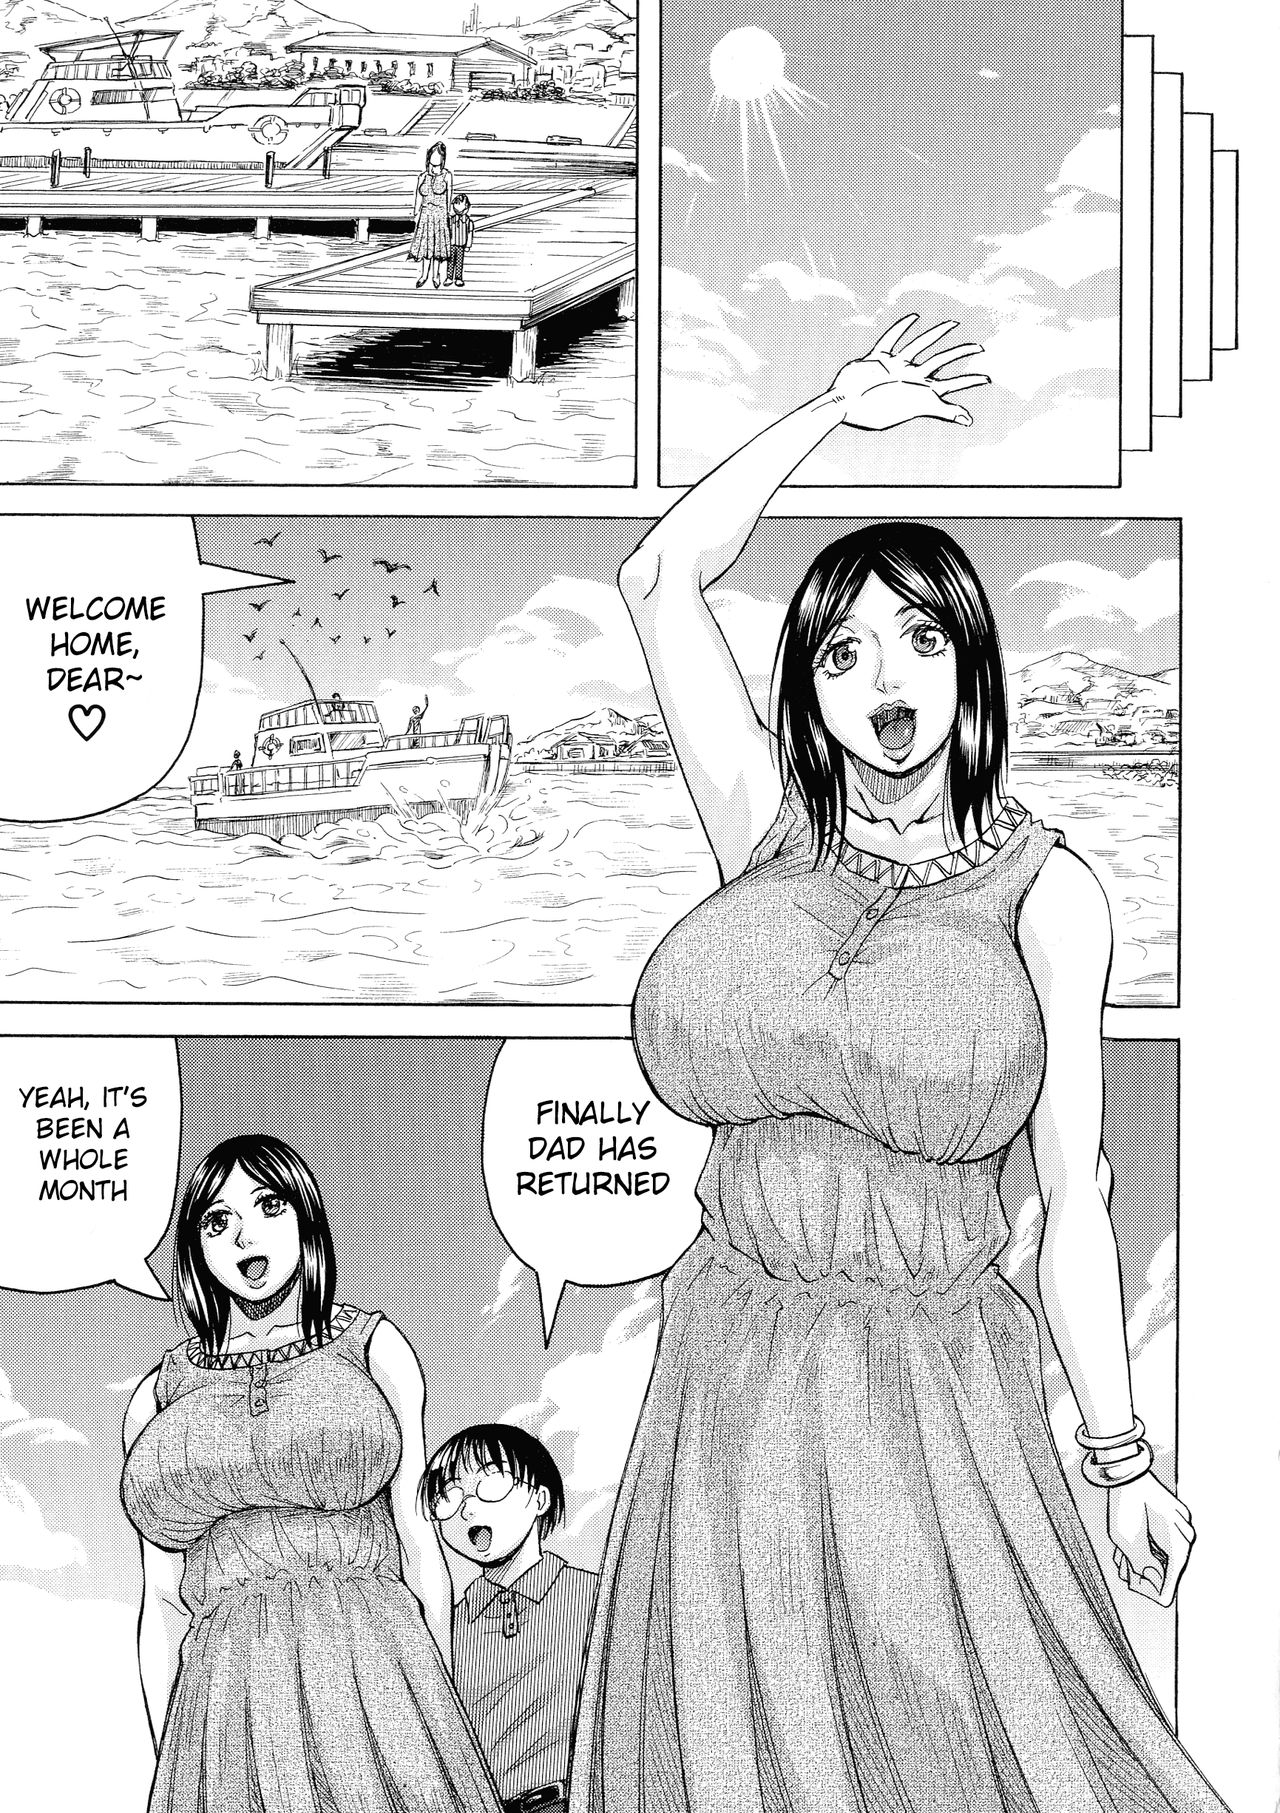 WELCOME
HOME,
DEAR~
♡
FINALLY
DAD HAS
RETURNED
YEAH, IT'S
BEEN A
WHOLE
MONTH